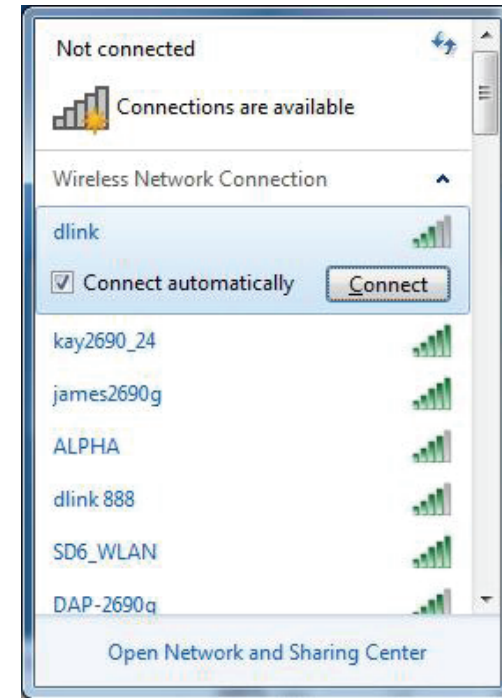 Not connected
Connections are available
Wireless Network Connection
dlink
Connect automatically Connect
kay2690_24
james2690g
ALPHA
dlink 888
SD6_WLAN
DAP-2690g
Open Network and Sharing Center